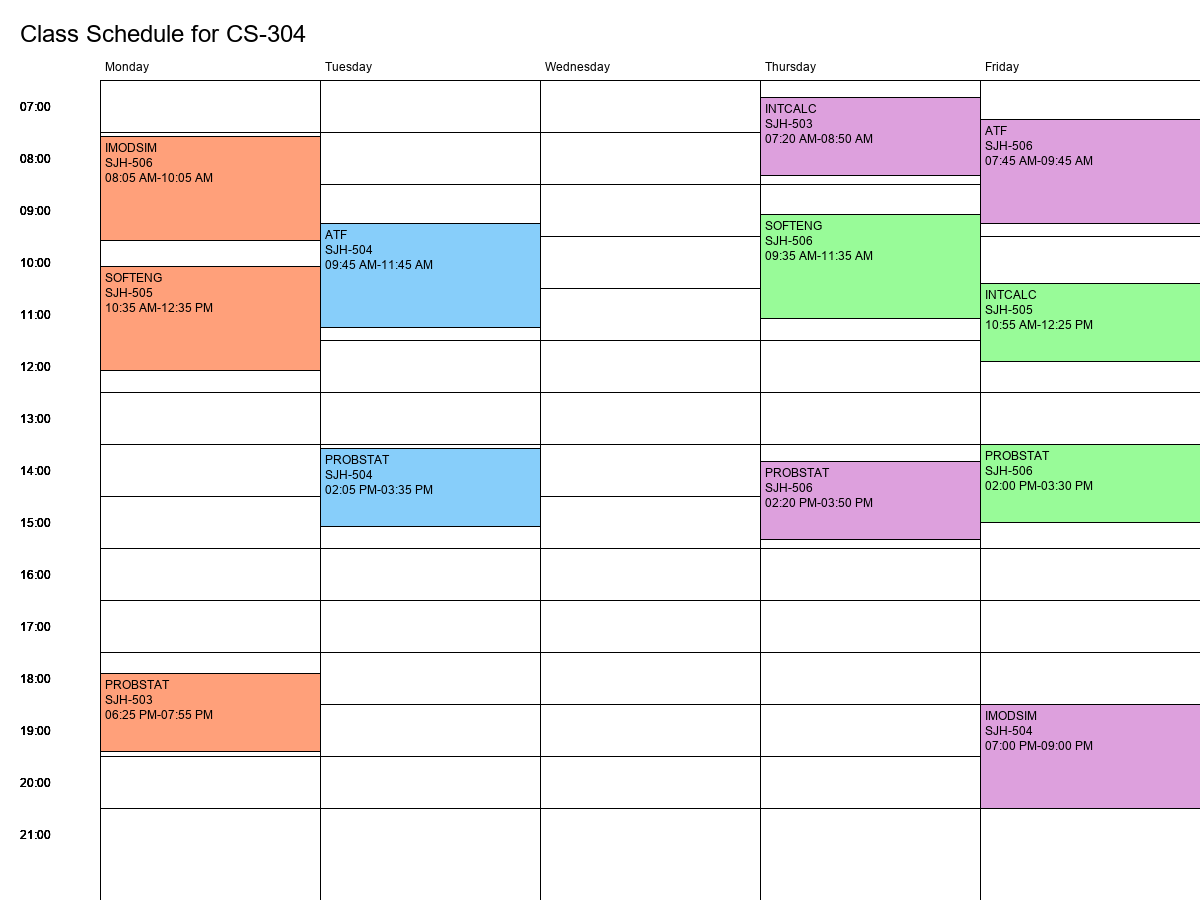 Class Schedule for CS-304
Monday
Tuesday
Wednesday
Thursday
Friday
07:00
08:00
09:00
10:00
11:00
12:00
13:00
14:00
15:00
16:00
17:00
18:00
19:00
20:00
21:00
IMODSIM
SJH-506
08:05 AM-10:05 AM
SOFTENG
SJH-505
10:35 AM-12:35 PM
PROBSTAT
SJH-503
06:25 PM-07:55 PM
ATF
SJH-504
09:45 AM-11:45 AM
PROBSTAT
SJH-504
02:05 PM-03:35 PM
INTCALC
SJH-503
07:20 AM-08:50 AM
SOFTENG
SJH-506
09:35 AM-11:35 AM
PROBSTAT
SJH-506
02:20 PM-03:50 PM
ATF
SJH-506
07:45 AM-09:45 AM
INTCALC
SJH-505
10:55 AM-12:25 PM
PROBSTAT
SJH-506
02:00 PM-03:30 PM
IMODSIM
SJH-504
07:00 PM-09:00 PM